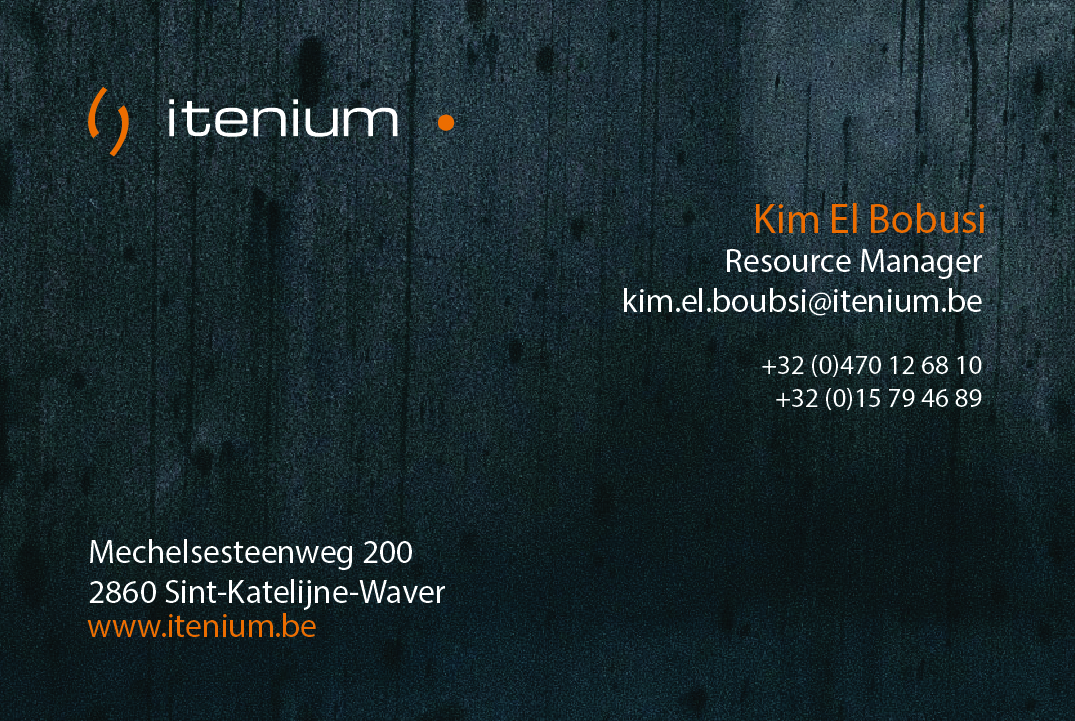 itenium
Kim El Bobusi
Resource Manager
kim.el.boubsi@itenium.be
+32 (0)470 12 68 10
+32 (0)15 79 46 89
Mechelsesteenweg 200
2860 Sint-Katelijne-Waver
www.itenium.be